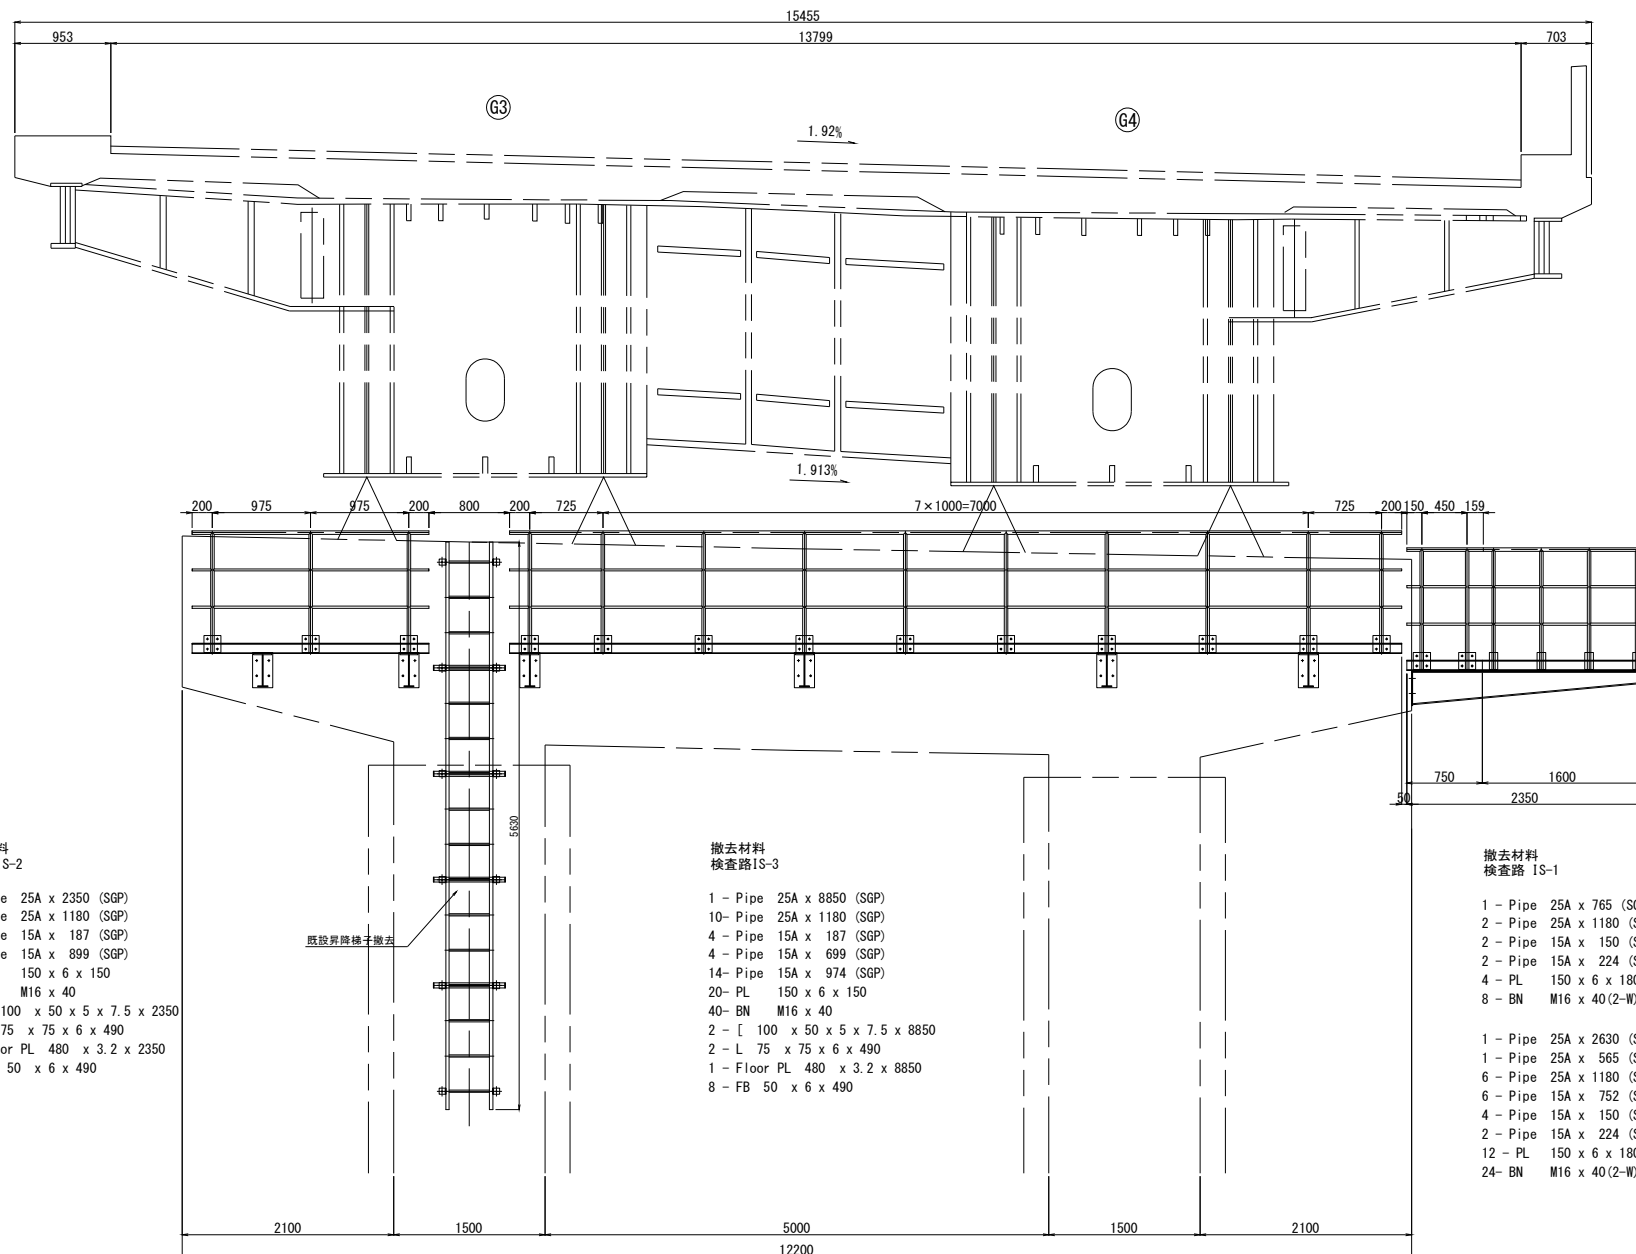 15455
953
13799
703
G3
G4
1.92%
1.913%
200
975
975
200
800
200
725
7×1000=7000
725
200
150
450
159
5630
既設昇降梯子撤去
750
1600
50
2350
料
S-2
e 25A x 2350 (SGP)
e 25A x 1180 (SGP)
e 15A x 187 (SGP)
e 15A x 899 (SGP)
150 x 6 x 150
M16 x 40
100 x 50 x 5 x 7.5 x 2350
75 x 75 x 6 x 490
or PL 480 x 3.2 x 2350
50 x 6 x 490
撤去材料
検査路IS-3
1 - Pipe 25A x 8850 (SGP)
10- Pipe 25A x 1180 (SGP)
4 - Pipe 15A x 187 (SGP)
4 - Pipe 15A x 699 (SGP)
14- Pipe 15A x 974 (SGP)
20- PL 150 x 6 x 150
40- BN M16 x 40
2 - [ 100 x 50 x 5 x 7.5 x 8850
2 - L 75 x 75 x 6 x 490
1 - Floor PL 480 x 3.2 x 8850
8 - FB 50 x 6 x 490
撤去材料
検査路 IS-1
1 - Pipe 25A x 765 (SG
2 - Pipe 25A x 1180 (S
2 - Pipe 15A x 150 (S
2 - Pipe 15A x 224 (S
4 - PL 150 x 6 x 180
8 - BN M16 x 40(2-W)
1 - Pipe 25A x 2630 (S
1 - Pipe 25A x 565 (S
6 - Pipe 25A x 1180 (S
6 - Pipe 15A x 752 (S
4 - Pipe 15A x 150 (S
2 - Pipe 15A x 224 (S
12 - PL 150 x 6 x 180
24- BN M16 x 40(2-W)
2100
1500
5000
1500
2100
12200